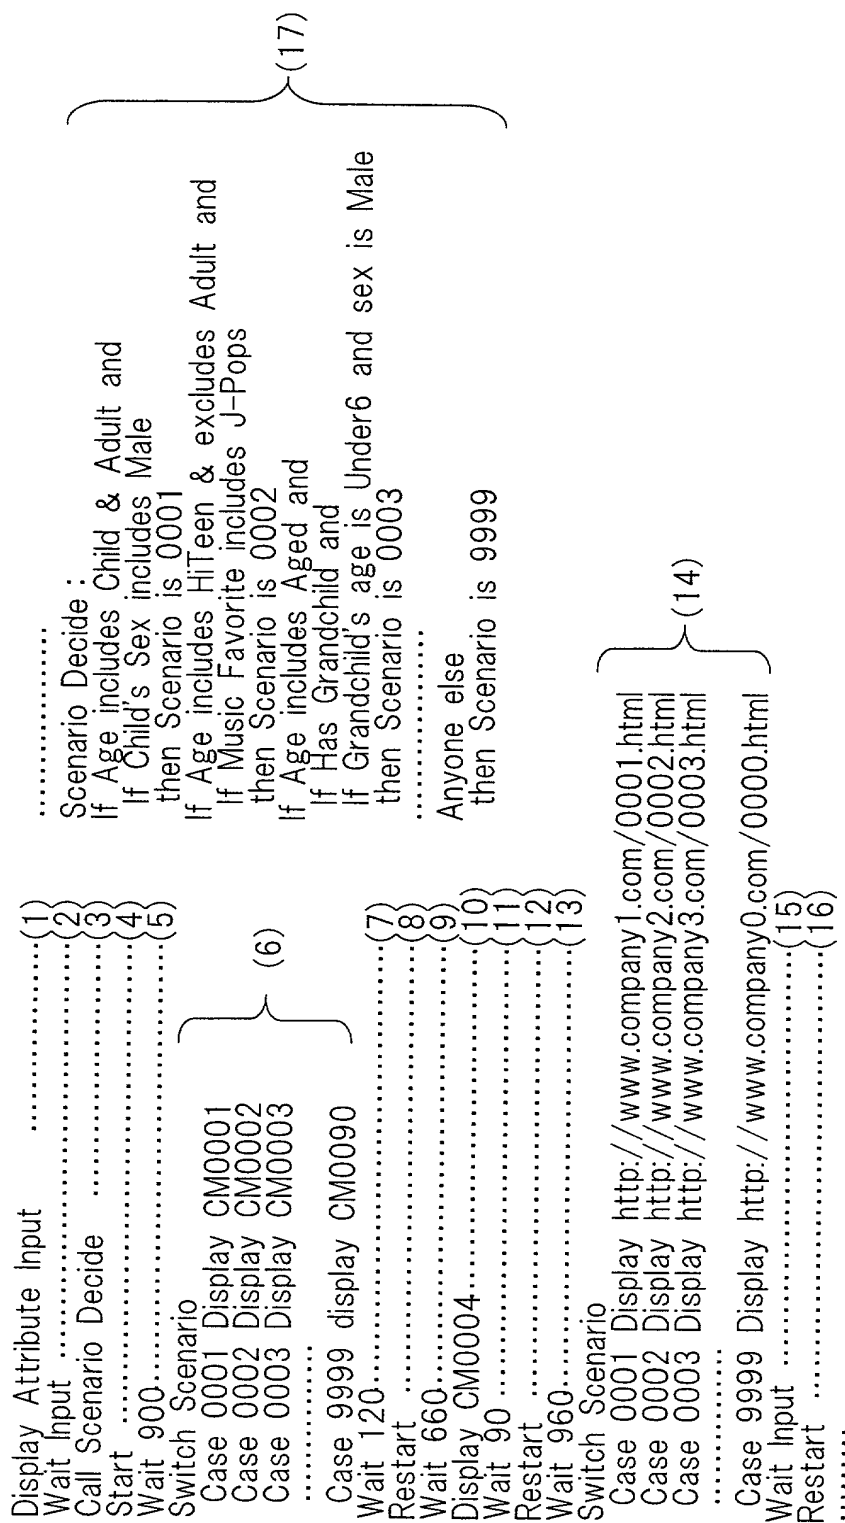 Display Attribute Input ..................(1)
Wait Input ..................(2)
Call Scenario Decide ..................(3)
Start ..................(4)
Wait 900..................(5)
Switch Scenario
Case 0001 Display CM0001
Case 0002 Display CM0002
Case 0003 Display CM0003
..................
Case 9999 display CM0090
(6)
Wait 120..................(7)
Restart ..................(8)
Wait 660..................(9)
Display CM0004..................(10)
Wait 90..................(11)
Restart..................(12)
Wait 960..................(13)
Switch Scenario
Case 0001 Display http://www.company1.com/0001.html
Case 0002 Display http://www.company2.com/0002.html
Case 0003 Display http://www.company3.com/0003.html
..................
Case 9999 Display http://www.company0.com/0000.html
(14)
Wait Input ..................(15)
Restart ..................(16)
..................
..................
Scenario Decide :
If Age includes Child & Adult and
If Child's Sex includes Male
then Scenario is 0001
If Age includes HiTeen & excludes Adult and
If Music Favorite includes J-Pops
then Scenario is 0002
If Age includes Aged and
If Has Grandchild and
If Grandchild's age is Under6 and sex is Male
then Scenario is 0003
..................
Anyone else
then Scenario is 9999
(17)